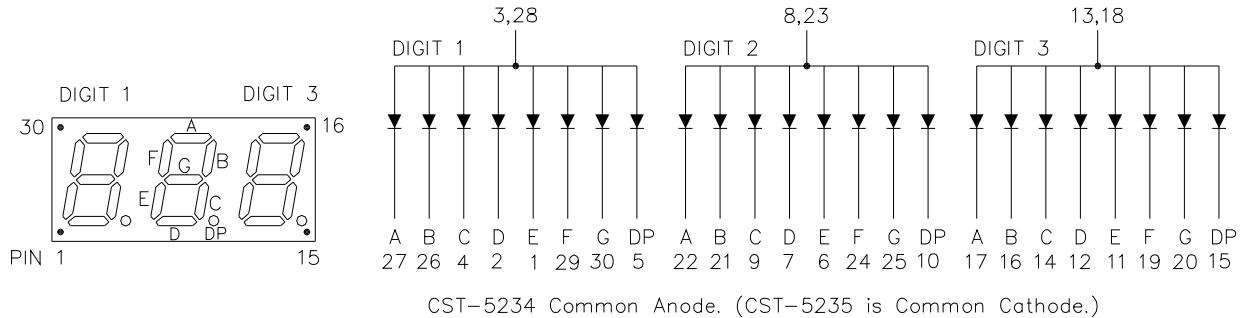 3,28 8,23 13,18
DIGIT 1 DIGIT 2 DIGIT 3
DIGIT 1 DIGIT 3
30 A 16
F B
G
E C
D DP
PIN 1 15
A B C D E F G DP A B C D E F G DP A B C D E F G DP
27 26 4 2 1 29 30 5 22 21 9 7 6 24 25 10 17 16 14 12 11 19 20 15
CST-5234 Common Anode. (CST-5235 is Common Cathode.)